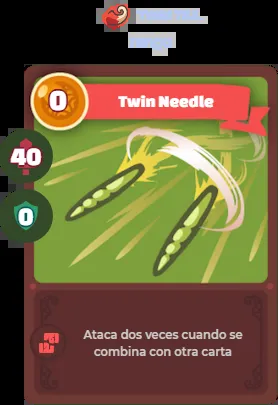 0
Twin Needle
40
0
Ataca dos veces cuando se
combina con otra carta